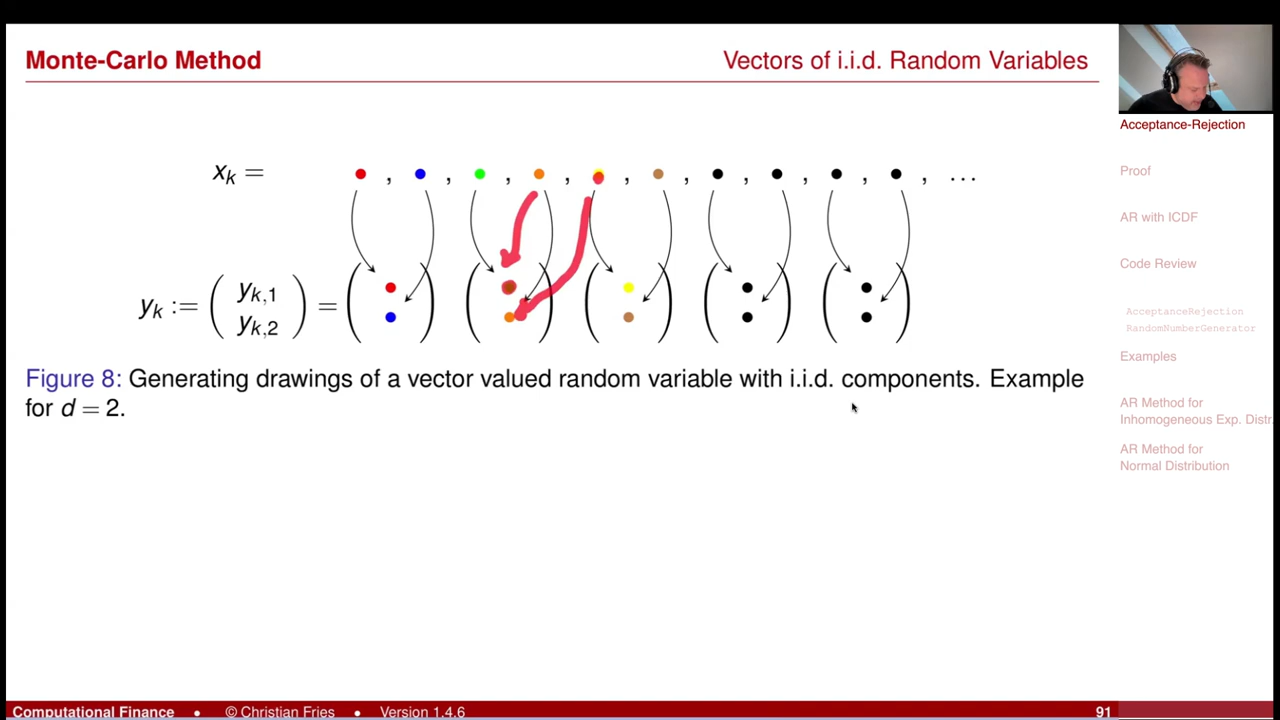 Monte-Carlo Method
Vectors of i.i.d. Random Variables
x_k = , , , , , , , , , , ...
y_k := ( y_{k,1} y_{k,2} ) =
Figure 8: Generating drawings of a vector valued random variable with i.i.d. components. Example
for d = 2.
Acceptance-Rejection
Proof
AR with ICDF
Code Review
AcceptanceRejection
RandomNumberGenerator
Examples
AR Method for
Inhomogeneous Exp. Distr.
AR Method for
Normal Distribution
Computational Finance • © Christian Fries • Version 1.4.6
91